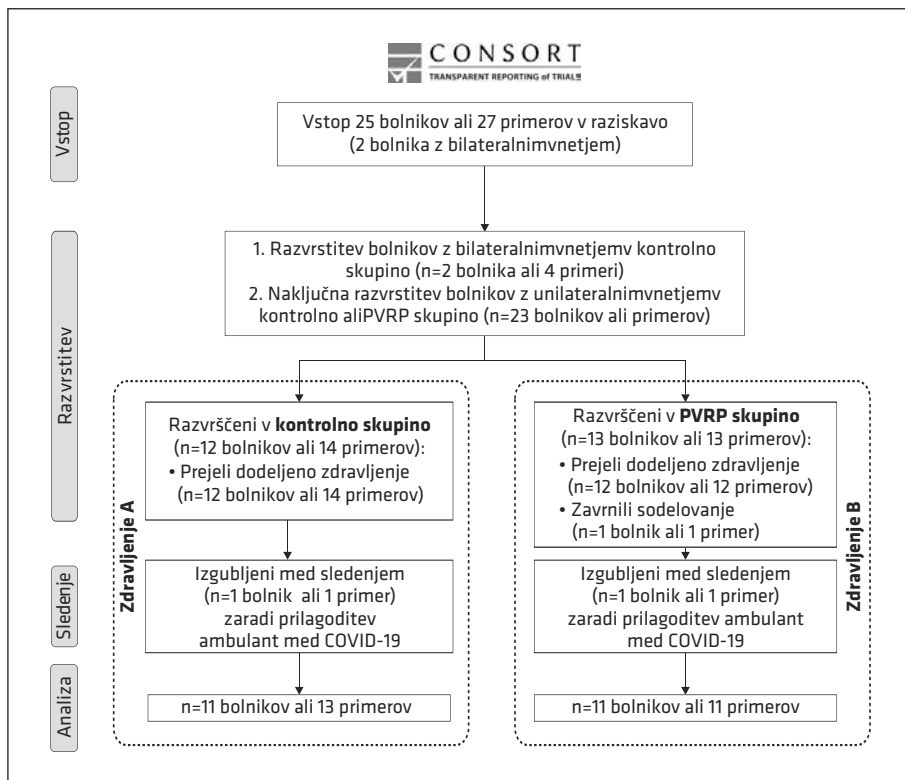 CONSORT
TRANSPARENT REPORTING of TRIALS
Vstop
Vstop 25 bolnikov ali 27 primerov v raziskavo
(2 bolnika z bilateralnimvnetjem)
Razvrstitev
1. Razvrstitev bolnikov z bilateralnimvnetjemv kontrolno
skupino (n=2 bolnika ali 4 primeri)
2. Naključna razvrstitev bolnikov z unilateralnimvnetjemv
kontrolno aliPVRP skupino (n=23 bolnikov ali primerov)
Zdravljenje A
Razvrščeni v kontrolno skupino
(n=12 bolnikov ali 14 primerov):
• Prejeli dodeljeno zdravljenje
(n=12 bolnikov ali 14 primerov)
Razvrščeni v PVRP skupino
(n=13 bolnikov ali 13 primerov):
• Prejeli dodeljeno zdravljenje
(n=12 bolnikov ali 12 primerov)
• Zavrnili sodelovanje
(n=1 bolnik ali 1 primer)
Zdravljenje B
Sledenje
Izgubljeni med sledenjem
(n=1 bolnik ali 1 primer)
zaradi prilagoditev
ambulant med COVID-19
Izgubljeni med sledenjem
(n=1 bolnik ali 1 primer)
zaradi prilagoditev ambulant
med COVID-19
Analiza
n=11 bolnikov ali 13 primerov
n=11 bolnikov ali 11 primerov